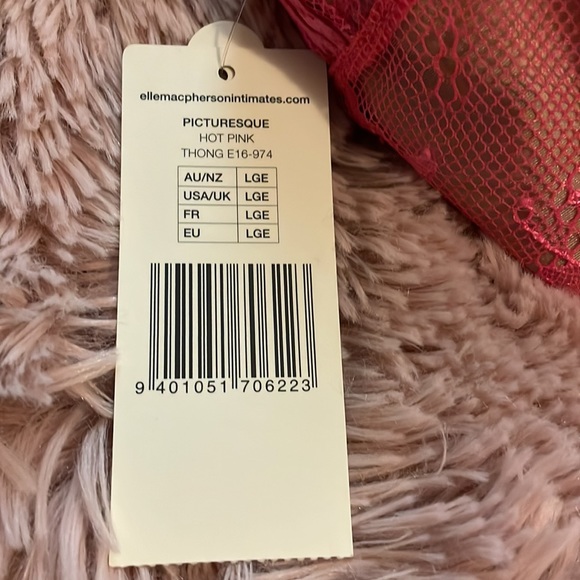 ellemacphersonintimates.com
PICTURESQUE
HOT PINK
THONG E16-974
AU/NZ LGE
USA/UK LGE
FR LGE
EU LGE
9 401051 706223